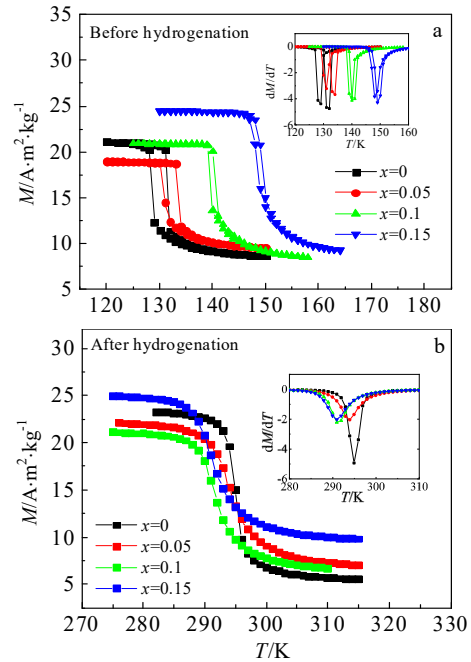 Before hydrogenation
a
M/A·m²·kg⁻¹
30
25
20
15
10
5
120 130 140 150 160 170 180
dM/dT
0
-2
-4
120 130 140 150 160
T/K
x=0
x=0.05
x=0.1
x=0.15
After hydrogenation
b
M/A·m²·kg⁻¹
30
25
20
15
10
5
270 280 290 300 310 320 330
T/K
dM/dT
0
-2
-4
-6
280 290 300 310
T/K
x=0
x=0.05
x=0.1
x=0.15